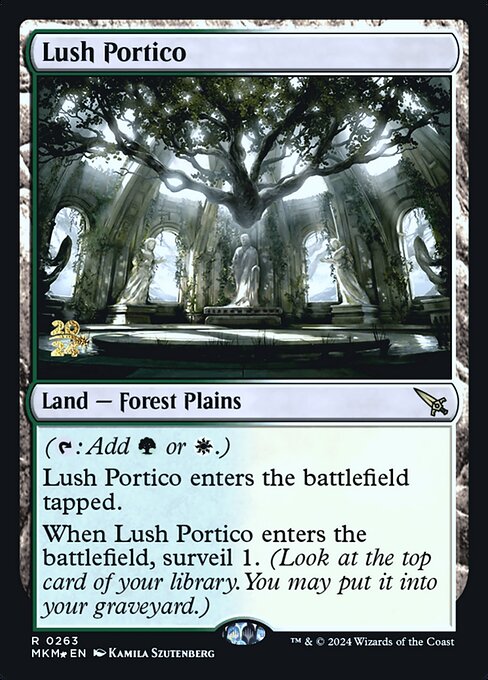 Lush Portico
2024
Land — Forest Plains
( : Add  or .)
Lush Portico enters the battlefield
tapped.
When Lush Portico enters the
battlefield, surveil 1. (Look at the top
card of your library. You may put it into
your graveyard.)
R 0263
MKM★EN Kamila Szutenberg
™ & © 2024 Wizards of the Coast